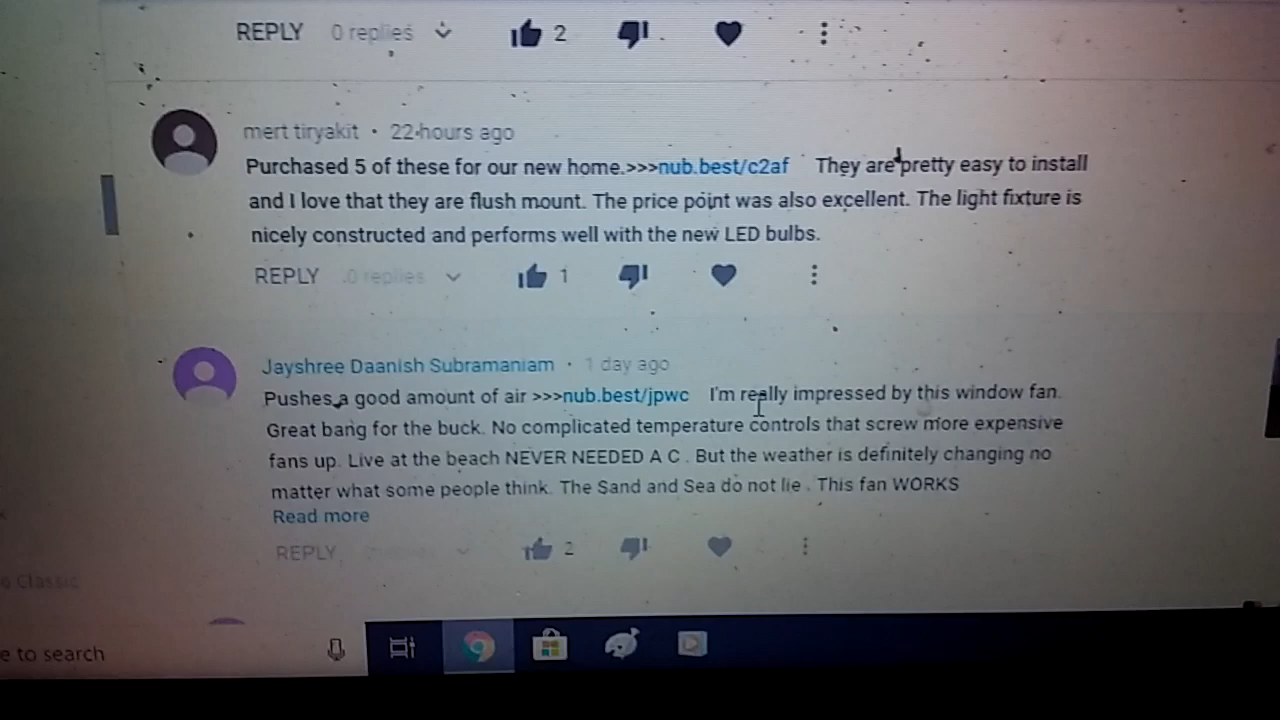 REPLY 0 replies 2
mert tiryakit · 22 hours ago
Purchased 5 of these for our new home.>>>nub.best/c2af They are pretty easy to install
and I love that they are flush mount. The price point was also excellent. The light fixture is
nicely constructed and performs well with the new LED bulbs.
REPLY 0 replies 1
Jayshree Daanish Subramaniam · 1 day ago
Pushes a good amount of air >>>nub.best/jpwc I'm really impressed by this window fan.
Great bang for the buck. No complicated temperature controls that screw more expensive
fans up. Live at the beach NEVER NEEDED A C . But the weather is definitely changing no
matter what some people think. The Sand and Sea do not lie . This fan WORKS
Read more
REPLY 2
o Classic
e to search